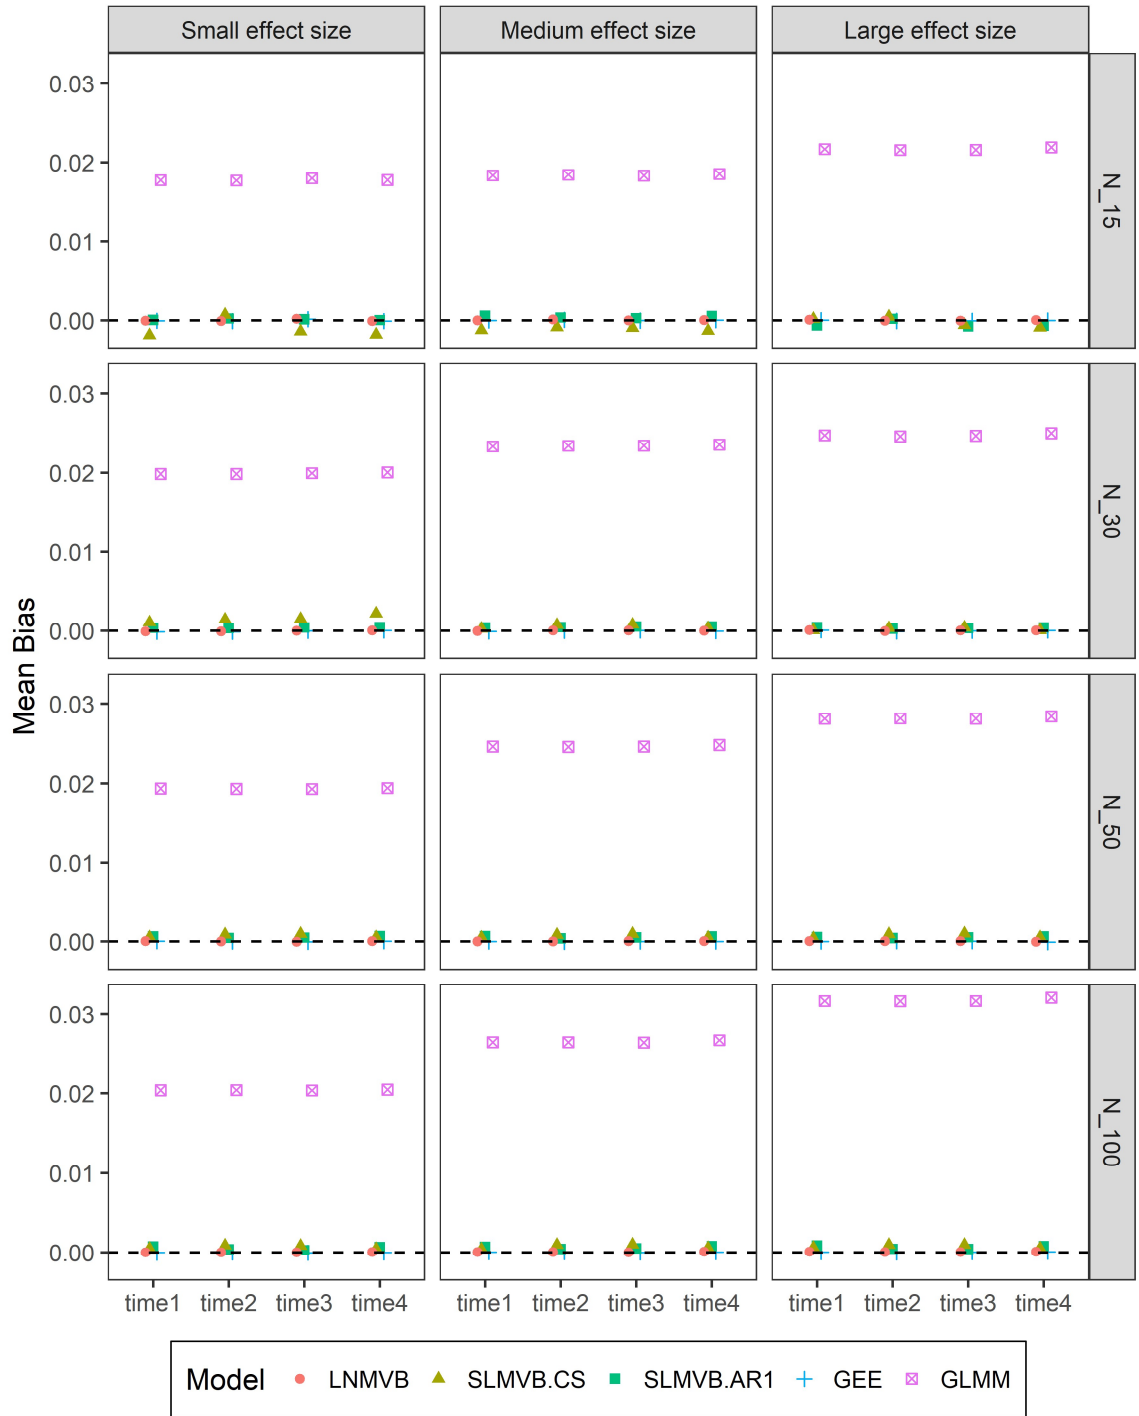 Small effect size
Medium effect size
Large effect size
Mean Bias
0.03
0.02
0.01
0.00
N_15
0.03
0.02
0.01
0.00
N_30
0.03
0.02
0.01
0.00
N_50
0.03
0.02
0.01
0.00
N_100
time1 time2 time3 time4
time1 time2 time3 time4
time1 time2 time3 time4
Model LNMVB SLMVB.CS SLMVB.AR1 GEE GLMM